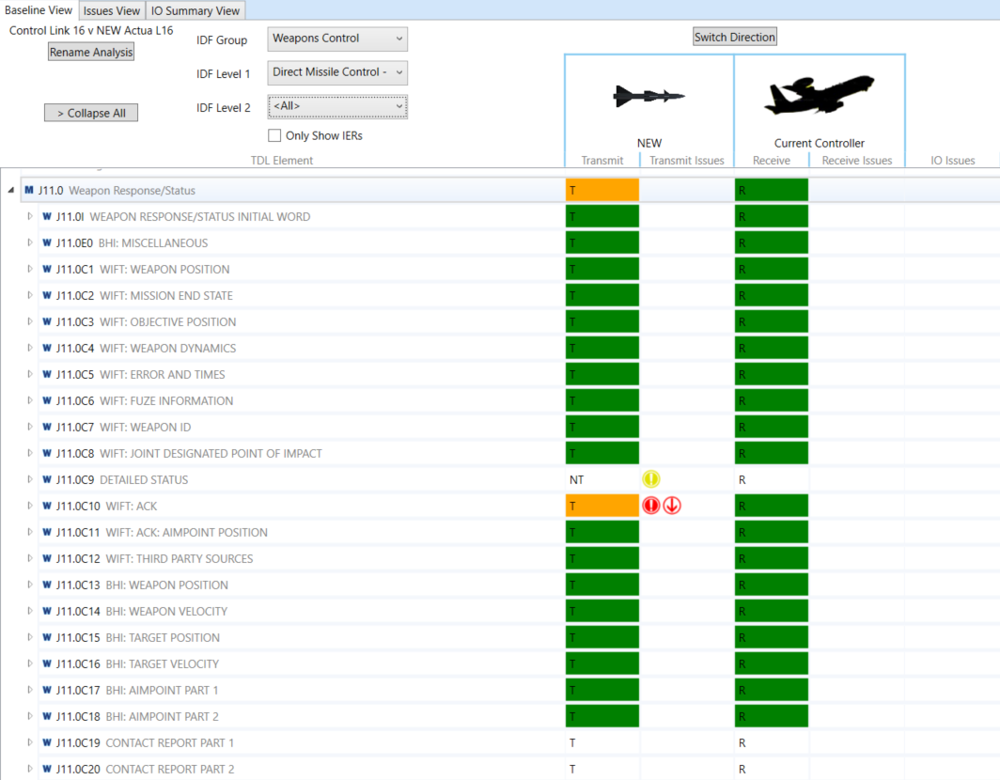 Baseline View Issues View IO Summary View
Control Link 16 v NEW Actua L16
Rename Analysis
> Collapse All
IDF Group Weapons Control
IDF Level 1 Direct Missile Control -
IDF Level 2 <All>
Only Show IERs
Switch Direction
NEW Current Controller
TDL Element Transmit Transmit Issues Receive Receive Issues IO Issues
M J11.0 Weapon Response/Status T R
W J11.0I WEAPON RESPONSE/STATUS INITIAL WORD T R
W J11.0E0 BHI: MISCELLANEOUS T R
W J11.0C1 WIFT: WEAPON POSITION T R
W J11.0C2 WIFT: MISSION END STATE T R
W J11.0C3 WIFT: OBJECTIVE POSITION T R
W J11.0C4 WIFT: WEAPON DYNAMICS T R
W J11.0C5 WIFT: ERROR AND TIMES T R
W J11.0C6 WIFT: FUZE INFORMATION T R
W J11.0C7 WIFT: WEAPON ID T R
W J11.0C8 WIFT: JOINT DESIGNATED POINT OF IMPACT T R
W J11.0C9 DETAILED STATUS NT R
W J11.0C10 WIFT: ACK T R
W J11.0C11 WIFT: ACK: AIMPOINT POSITION T R
W J11.0C12 WIFT: THIRD PARTY SOURCES T R
W J11.0C13 BHI: WEAPON POSITION T R
W J11.0C14 BHI: WEAPON VELOCITY T R
W J11.0C15 BHI: TARGET POSITION T R
W J11.0C16 BHI: TARGET VELOCITY T R
W J11.0C17 BHI: AIMPOINT PART 1 T R
W J11.0C18 BHI: AIMPOINT PART 2 T R
W J11.0C19 CONTACT REPORT PART 1 T R
W J11.0C20 CONTACT REPORT PART 2 T R